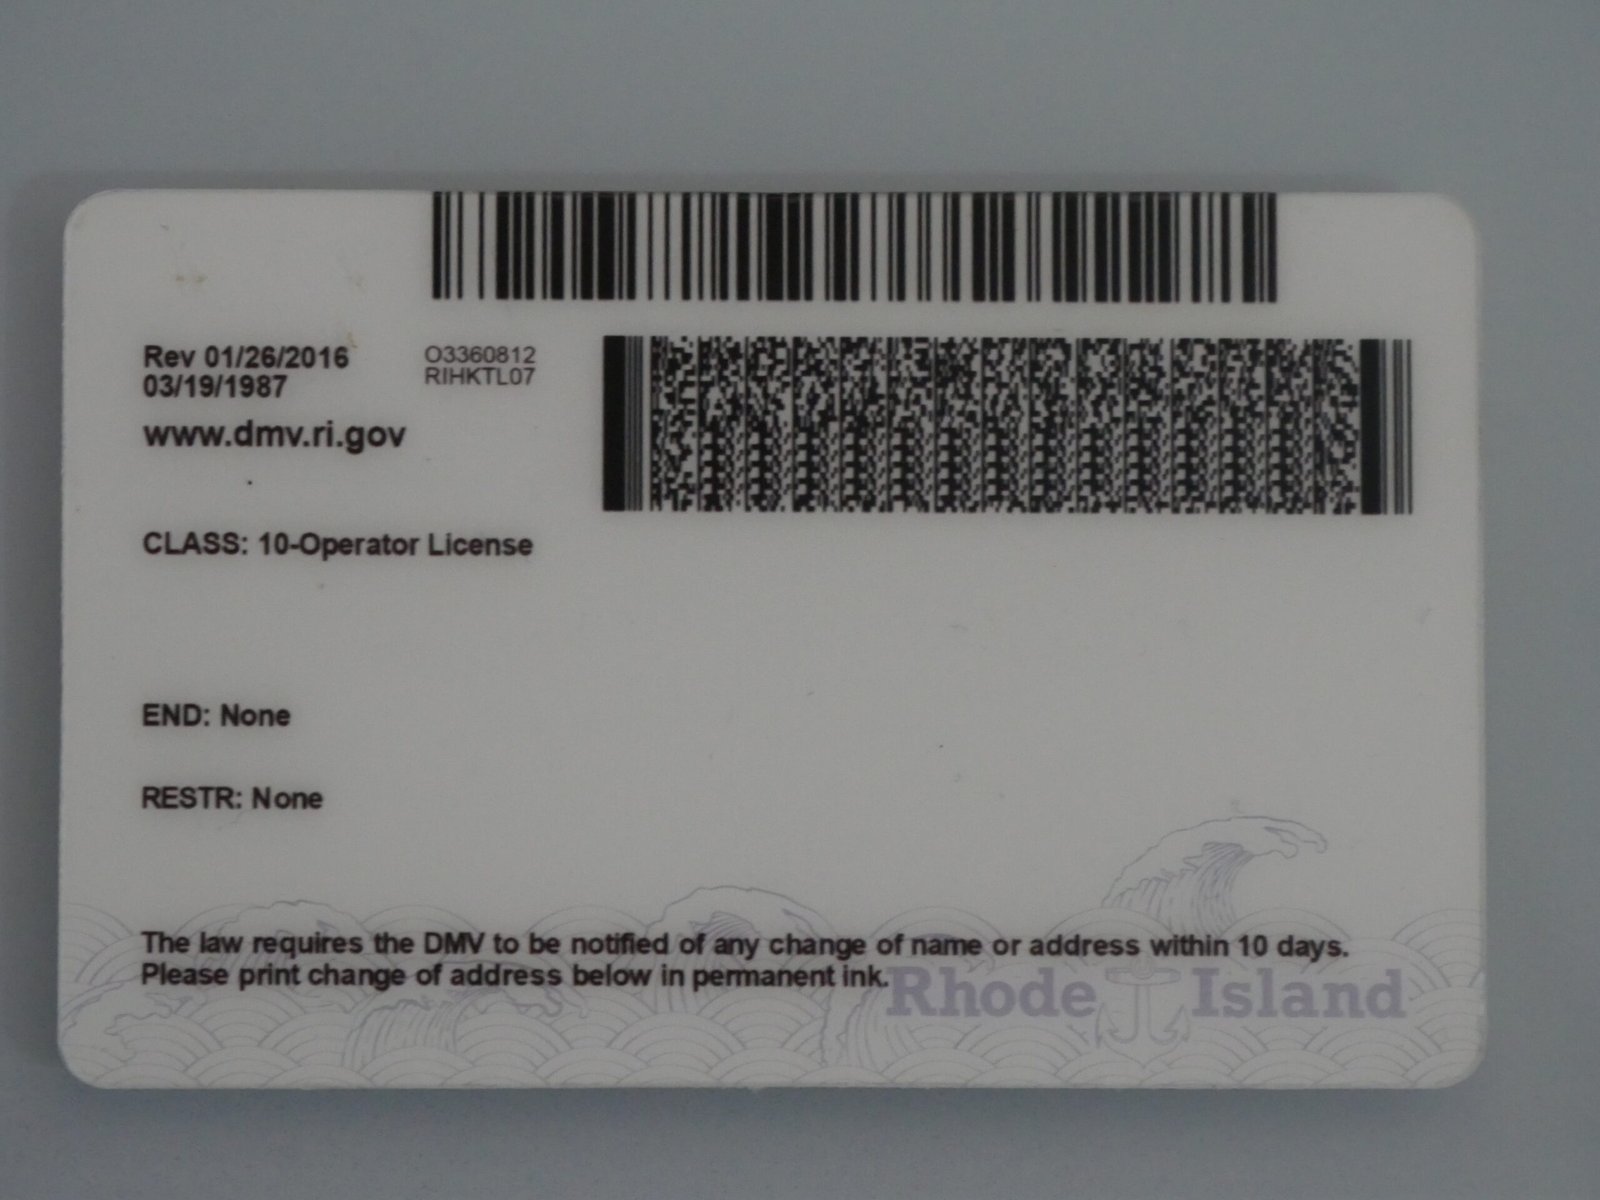 Rev 01/26/2016
03/19/1987
O3360812
RIHKTL07
www.dmv.ri.gov
CLASS: 10-Operator License
END: None
RESTR: None
The law requires the DMV to be notified of any change of name or address within 10 days.
Please print change of address below in permanent ink.
Rhode Island